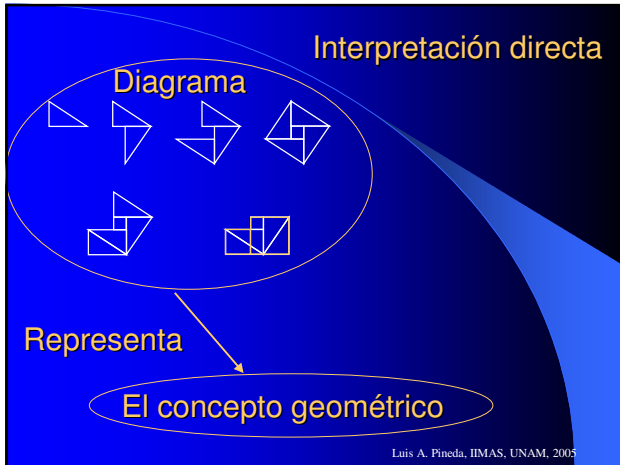 Interpretación directa
Diagrama
Representa
El concepto geométrico
Luis A. Pineda, IIMAS, UNAM, 2005